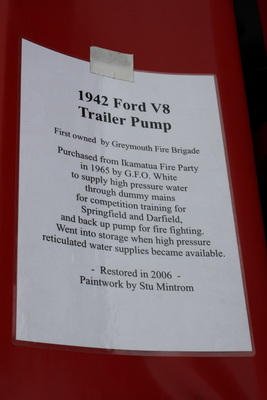 1942 Ford V8
Trailer Pump
First owned by Greymouth Fire Brigade
Purchased from Ikamatua Fire Party
in 1965 by G.F.O. White
to supply high pressure water
through dummy mains
for competition training for
Springfield and Darfield,
and back up pump for fire fighting.
Went into storage when high pressure
reticulated water supplies became available.
- Restored in 2006 -
Paintwork by Stu Mintrom